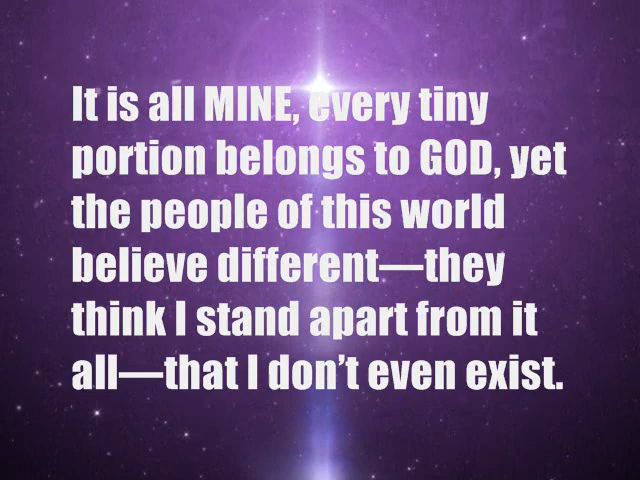 It is all MINE, every tiny
portion belongs to GOD, yet
the people of this world
believe different—they
think I stand apart from it
all—that I don’t even exist.